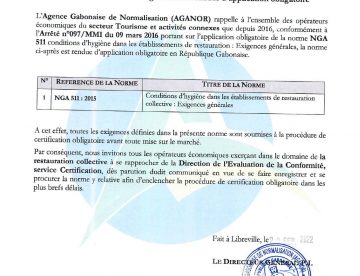 L'Agence Gabonaise de Normalisation (AGANOR) rappelle à l'ensemble des opérateurs
économiques du secteur Tourisme et activités connexes que depuis 2016, conformément à
l'Arrêté n°097/MMI du 09 mars 2016 portant sur l'application obligatoire de la norme NGA
511 conditions d'hygiène dans les établissements de restauration : Exigences générales, la norme
ci-après est rendue d'application obligatoire en République Gabonaise.
N° REFERENCE DE LA NORME TITRE DE LA NORME
1 NGA 511 : 2015 Conditions d'hygiène dans les établissements de restauration
collective : Exigences générales
A cet effet, toutes les exigences définies dans la présente norme sont soumises à la procédure de
certification obligatoire avant toute mise sur le marché.
Par conséquent, nous invitons tous les opérateurs économiques exerçant dans le domaine de la
restauration collective à se rapprocher de la Direction de l'Evaluation de la Conformité,
service Certification, dès parution dudit communiqué en vue de se faire enregistrer et se
procurer la norme y relative afin d'enclencher la procédure de certification obligatoire dans les
plus brefs délais.
Fait à Libreville, le 2022
LE DIRECTEUR GENERAL P.I.